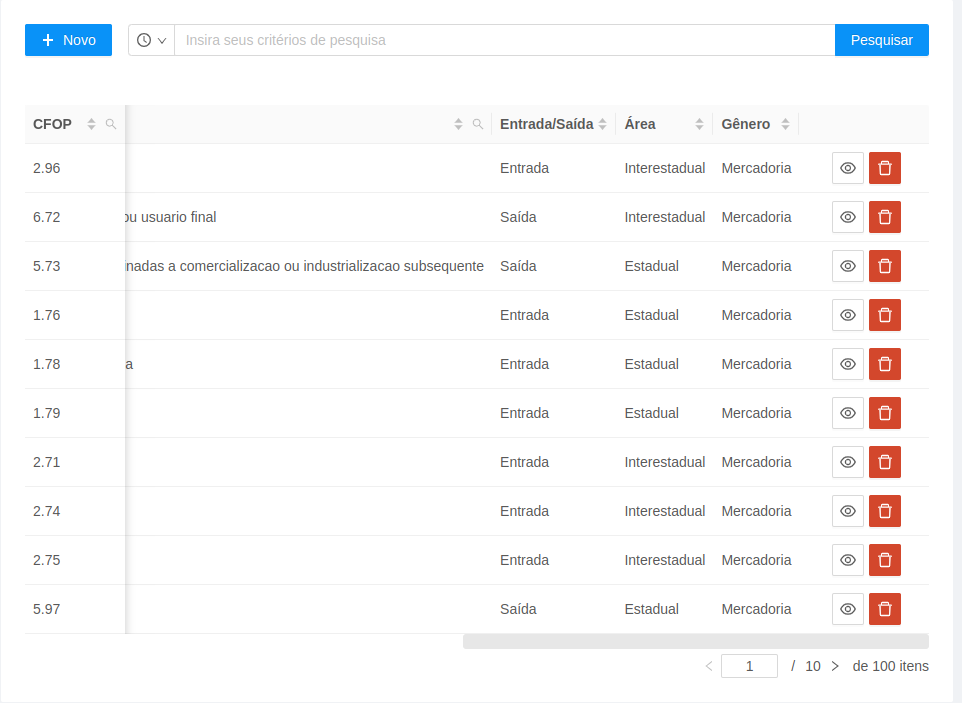 Novo Insira seus critérios de pesquisa Pesquisar
CFOP Entrada/Saída Área Gênero
2.96 Entrada Interestadual Mercadoria
6.72 ou usuario final Saída Interestadual Mercadoria
5.73 inadas a comercializacao ou industrializacao subsequente Saída Estadual Mercadoria
1.76 Entrada Estadual Mercadoria
1.78 a Entrada Estadual Mercadoria
1.79 Entrada Estadual Mercadoria
2.71 Entrada Interestadual Mercadoria
2.74 Entrada Interestadual Mercadoria
2.75 Entrada Interestadual Mercadoria
5.97 Saída Estadual Mercadoria
1 / 10 de 100 itens